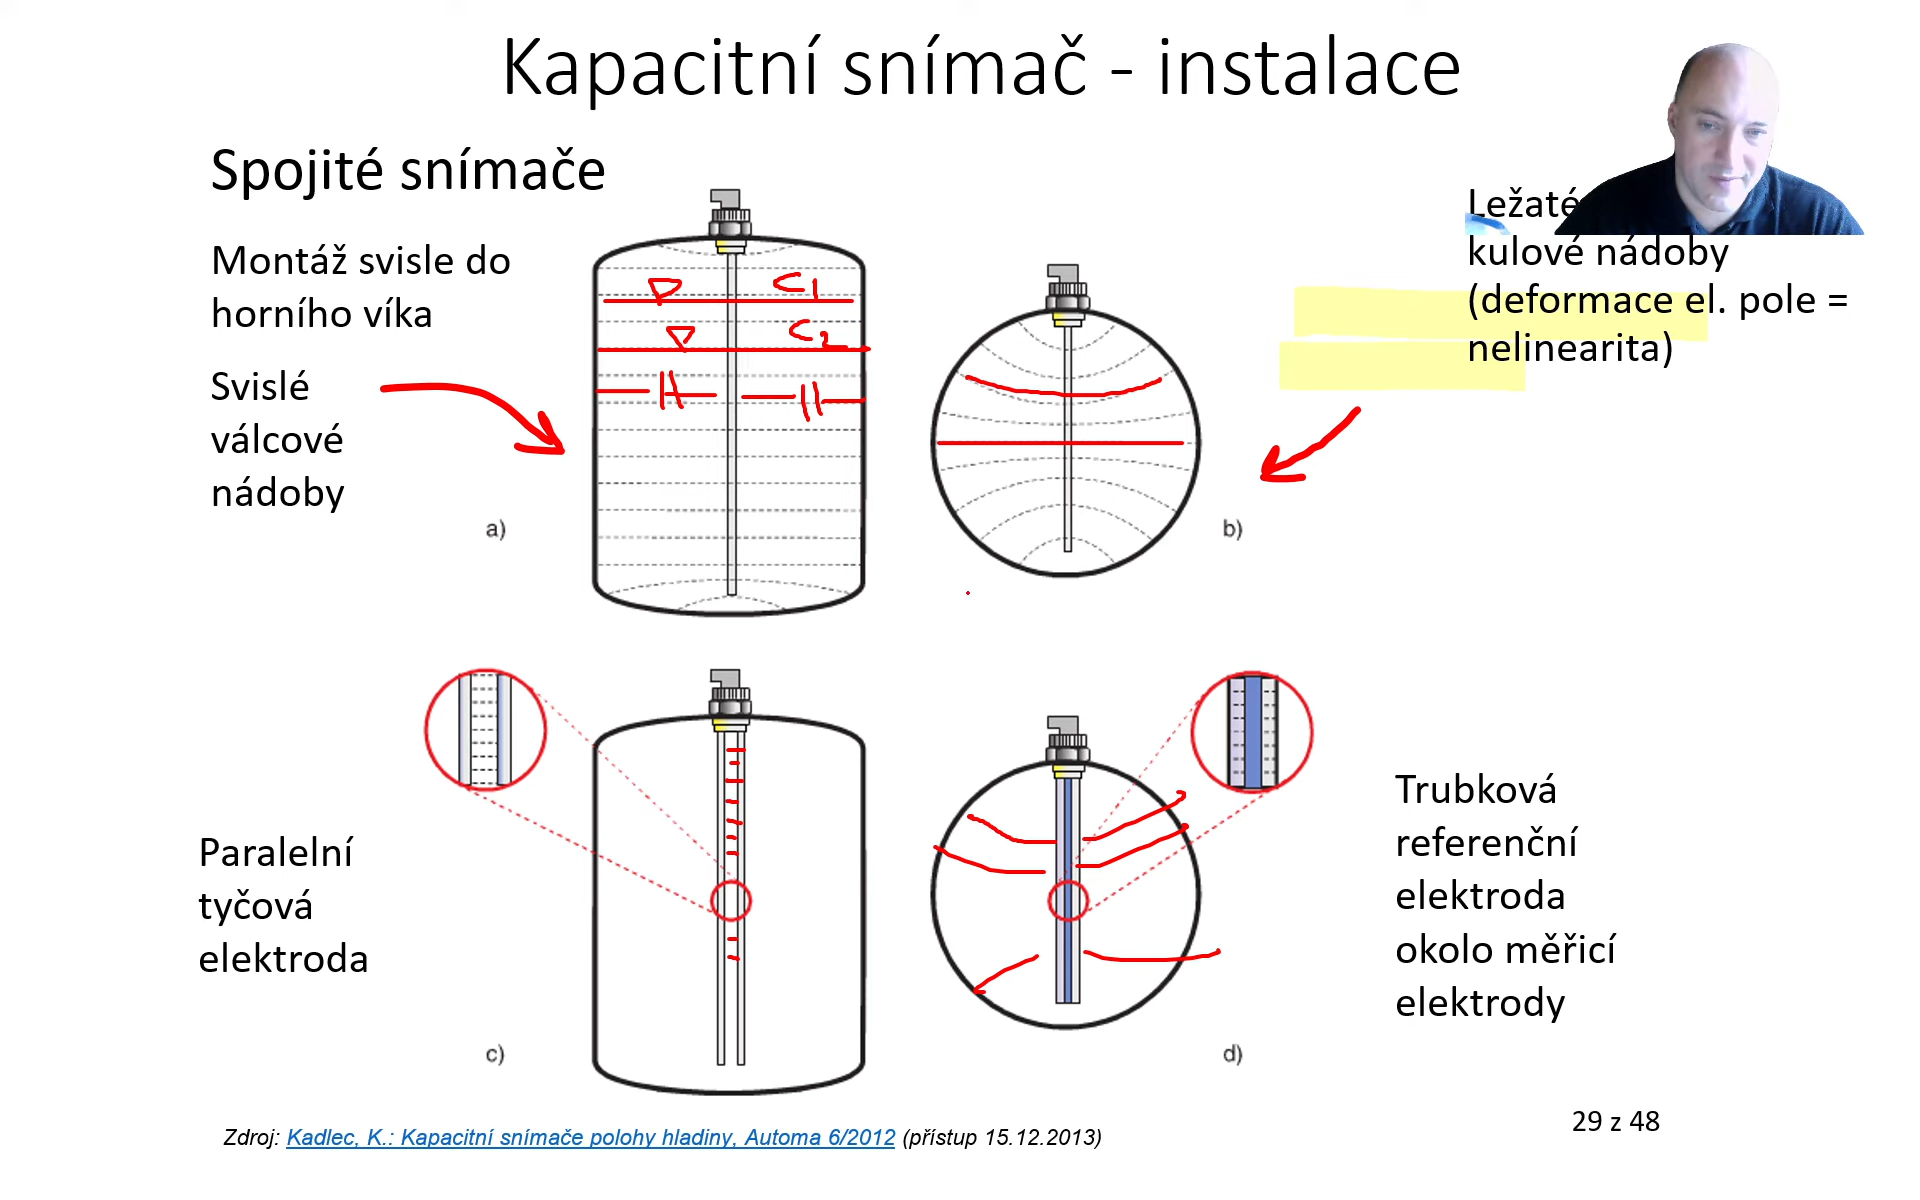 Kapacitní snímač - instalace
Spojité snímače
Montáž svisle do
horního víka
Svislé
válcové
nádoby
C1
C2
a)
Ležaté
kulové nádoby
(deformace el. pole =
nelinearita)
b)
Paralelní
tyčová
elektroda
c)
Trubková
referenční
elektroda
okolo měřicí
elektrody
d)
29 z 48
Zdroj: Kadlec, K.: Kapacitní snímače polohy hladiny, Automa 6/2012 (přístup 15.12.2013)